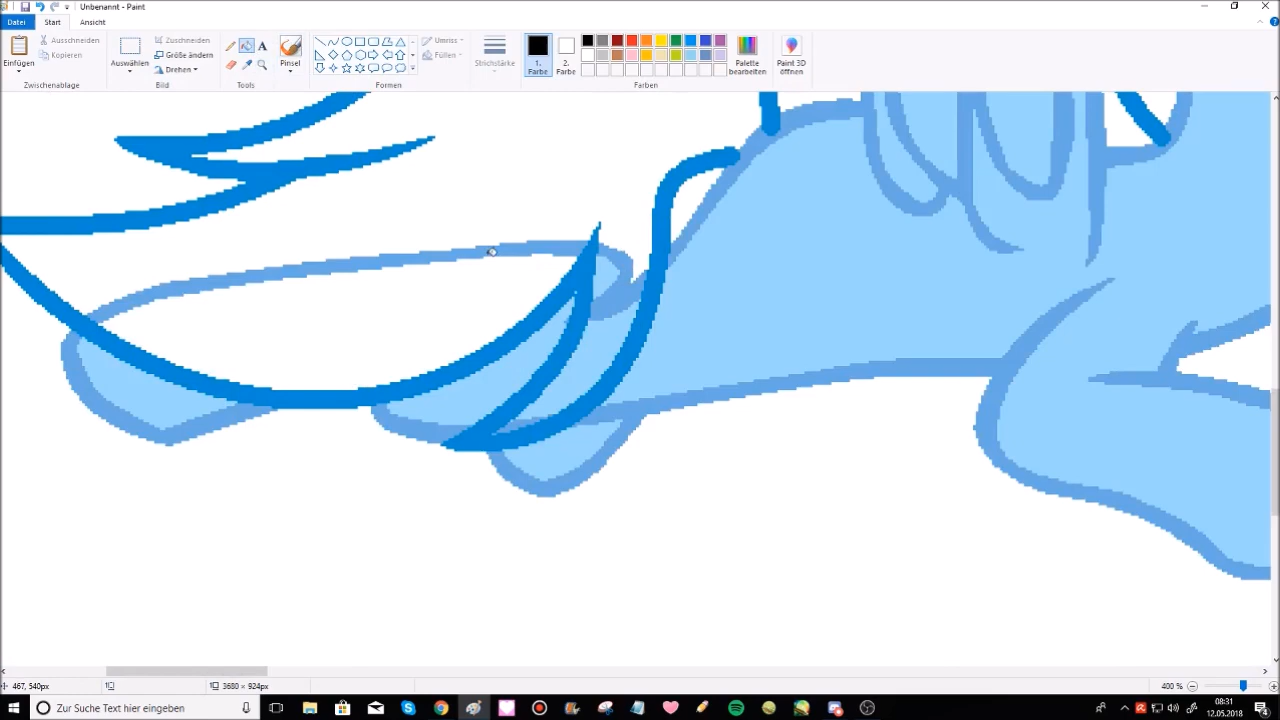 Unbenannt - Paint
Datei Start Ansicht
Einfügen
Ausschneiden
Kopieren
Zwischenablage
Auswählen
Zuschneiden
Größe ändern
Drehen
Bild
A
Tools
Pinsel
Umriss
Füllen
Formen
Strichstärke
1. Farbe
2. Farbe
Palette bearbeiten
Paint 3D öffnen
Farben
467, 540px
3680 × 924px
400 %
Zur Suche Text hier eingeben
08:31
12.05.2018
4